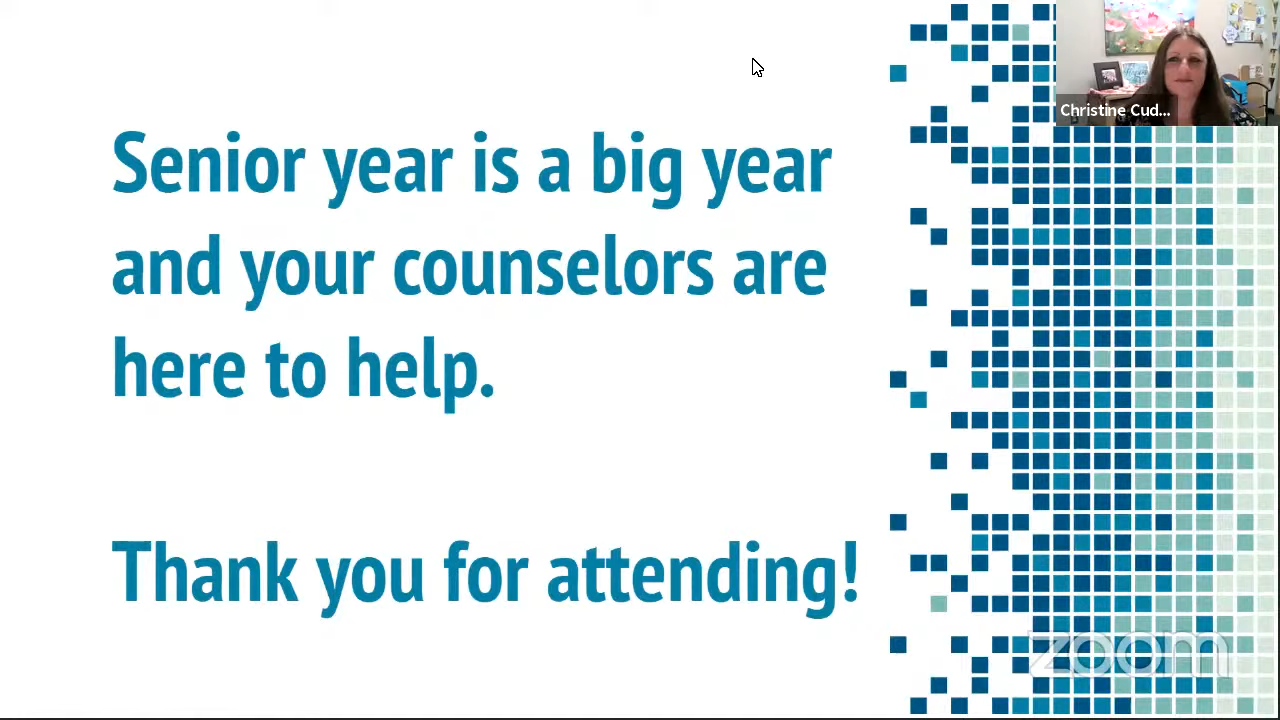 Senior year is a big year
and your counselors are
here to help.
Thank you for attending!
Christine Cud...
zoom